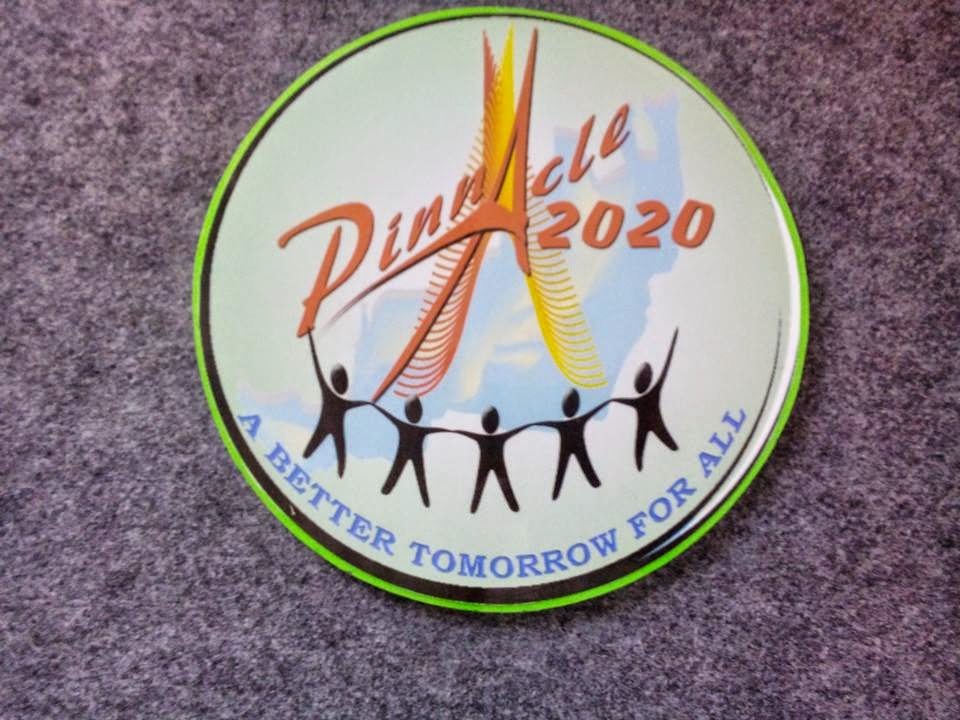 Pinnacle
2020
A BETTER TOMORROW FOR ALL